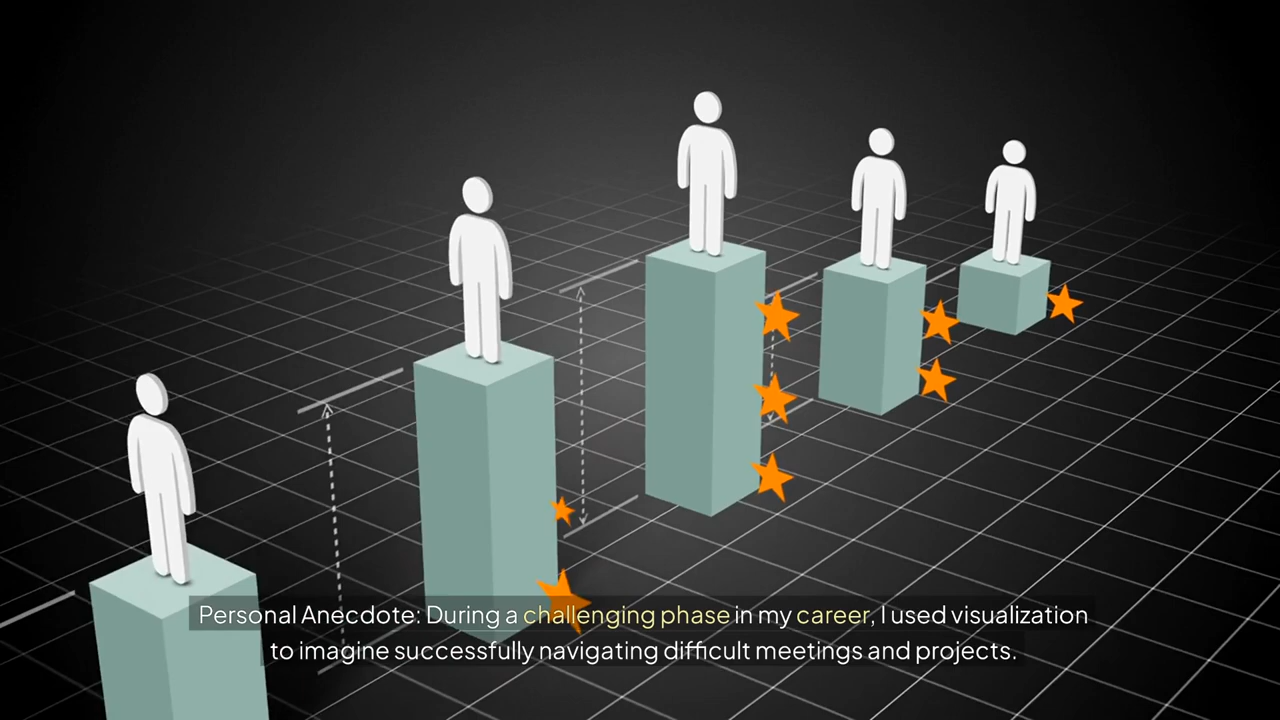 Personal Anecdote: During a challenging phase in my career, I used visualization
to imagine successfully navigating difficult meetings and projects.